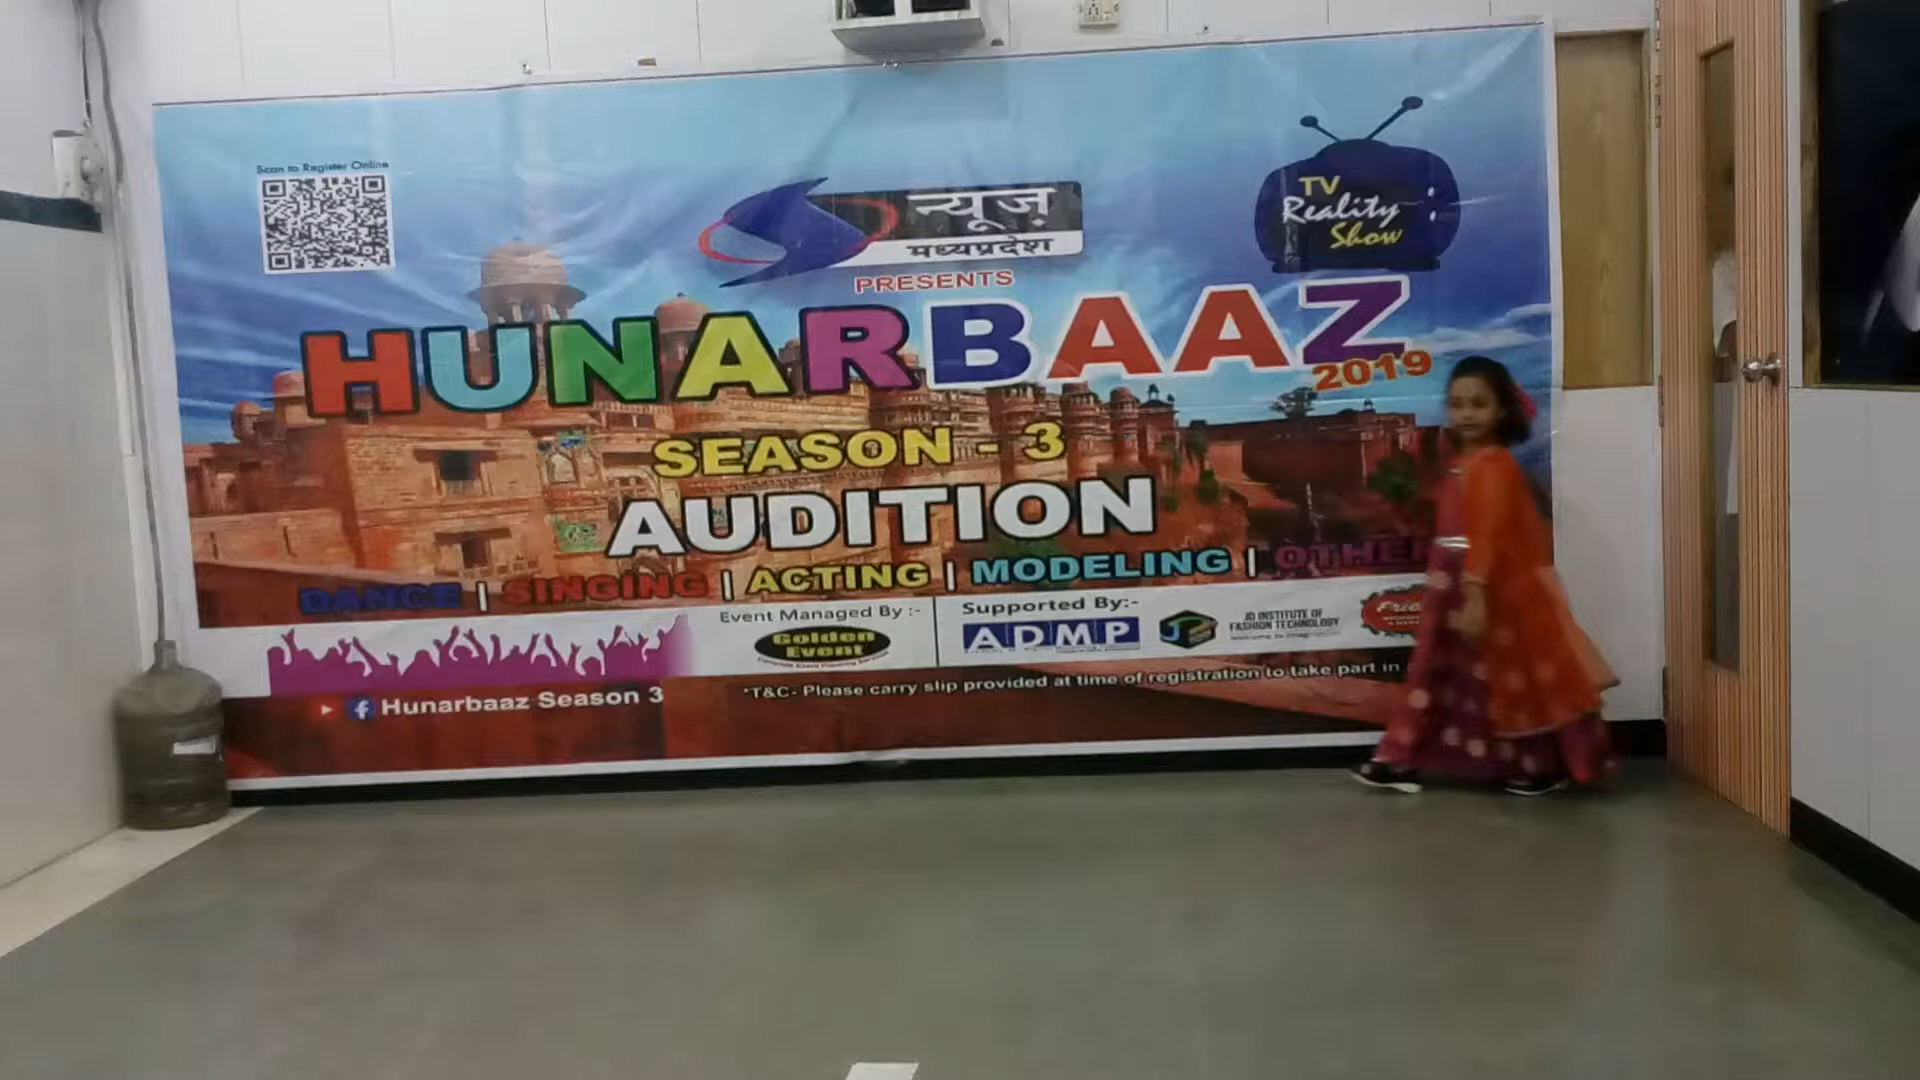 Scan to Register Online
न्यूज़
मध्यप्रदेश
TV
Reality
Show
PRESENTS
HUNARBAAZ
2019
SEASON - 3
AUDITION
DANCE | SINGING | ACTING | MODELING | OTHE
Event Managed By :-
Golden
Event
Supported By:-
ADMP
JD INSTITUTE OF
FASHION TECHNOLOGY
Hunarbaaz Season 3
*T&C- Please carry slip provided at time of registration to take part in